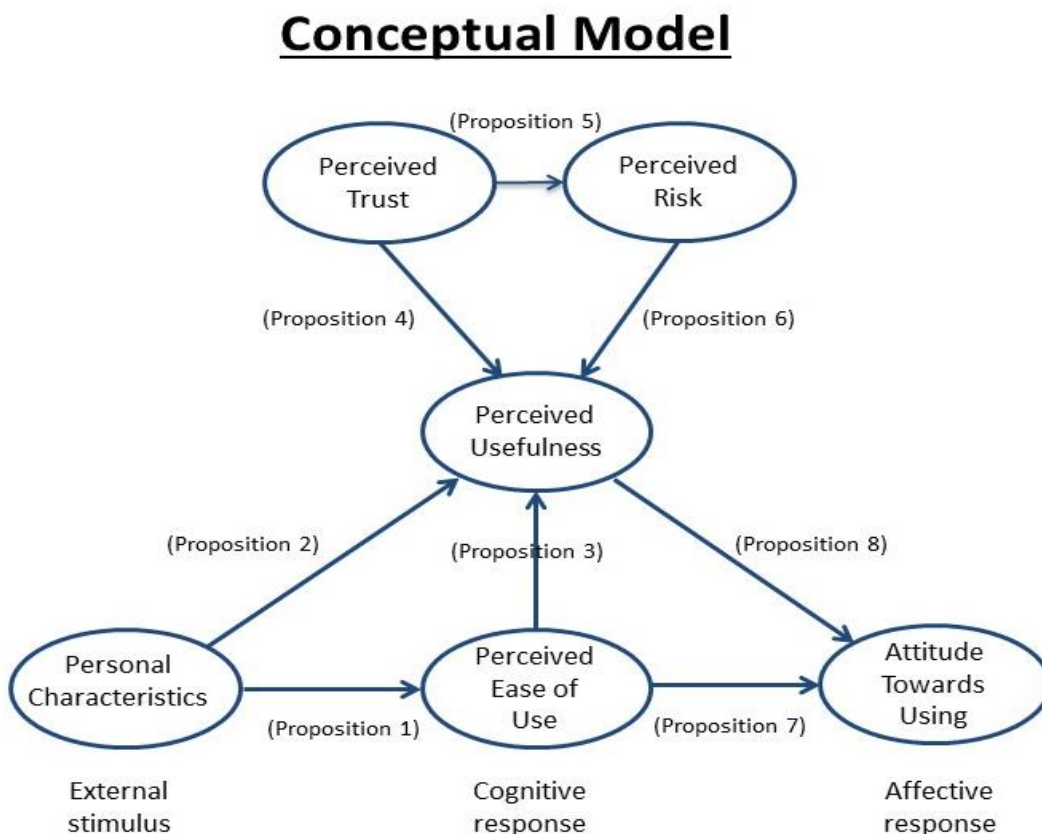 Conceptual Model
(Proposition 5)
Perceived
Trust
Perceived
Risk
(Proposition 4)
(Proposition 6)
Perceived
Usefulness
(Proposition 2)
(Proposition 3)
(Proposition 8)
Personal
Characteristics
Perceived
Ease of
Use
Attitude
Towards
Using
(Proposition 1)
(Proposition 7)
External
stimulus
Cognitive
response
Affective
response